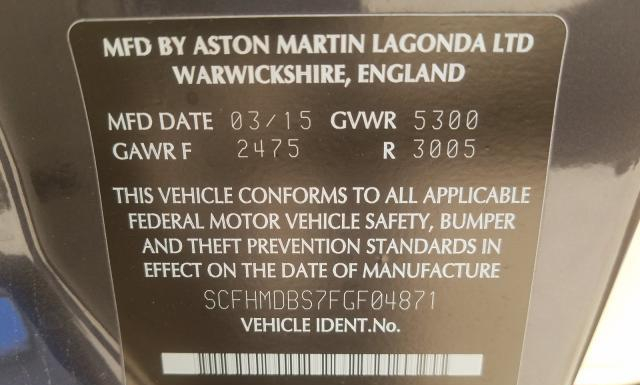 MFD BY ASTON MARTIN LAGONDA LTD
WARWICKSHIRE, ENGLAND
MFD DATE 03/15 GVWR 5300
GAWR F 2475 R 3005
THIS VEHICLE CONFORMS TO ALL APPLICABLE
FEDERAL MOTOR VEHICLE SAFETY, BUMPER
AND THEFT PREVENTION STANDARDS IN
EFFECT ON THE DATE OF MANUFACTURE
SCFHMDBS7FGF04871
VEHICLE IDENT.No.